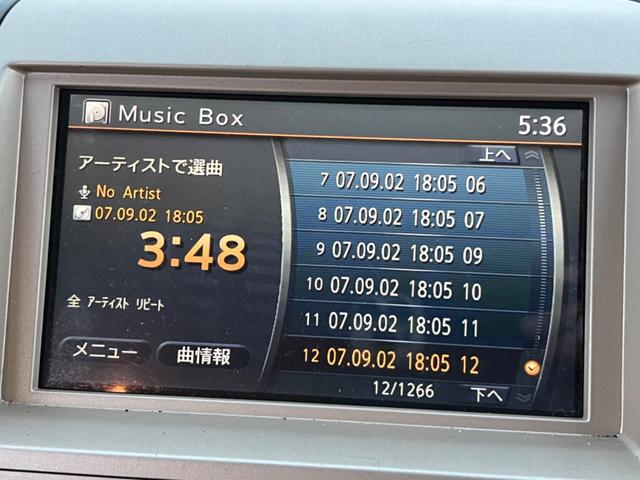 Music Box
5:36
アーティストで選曲
No Artist
07.09.02 18:05
3:48
全 アーティスト リピート
メニュー
曲情報
上へ
7 07.09.02 18:05 06
8 07.09.02 18:05 07
9 07.09.02 18:05 09
10 07.09.02 18:05 10
11 07.09.02 18:05 11
12 07.09.02 18:05 12
12/1266
下へ